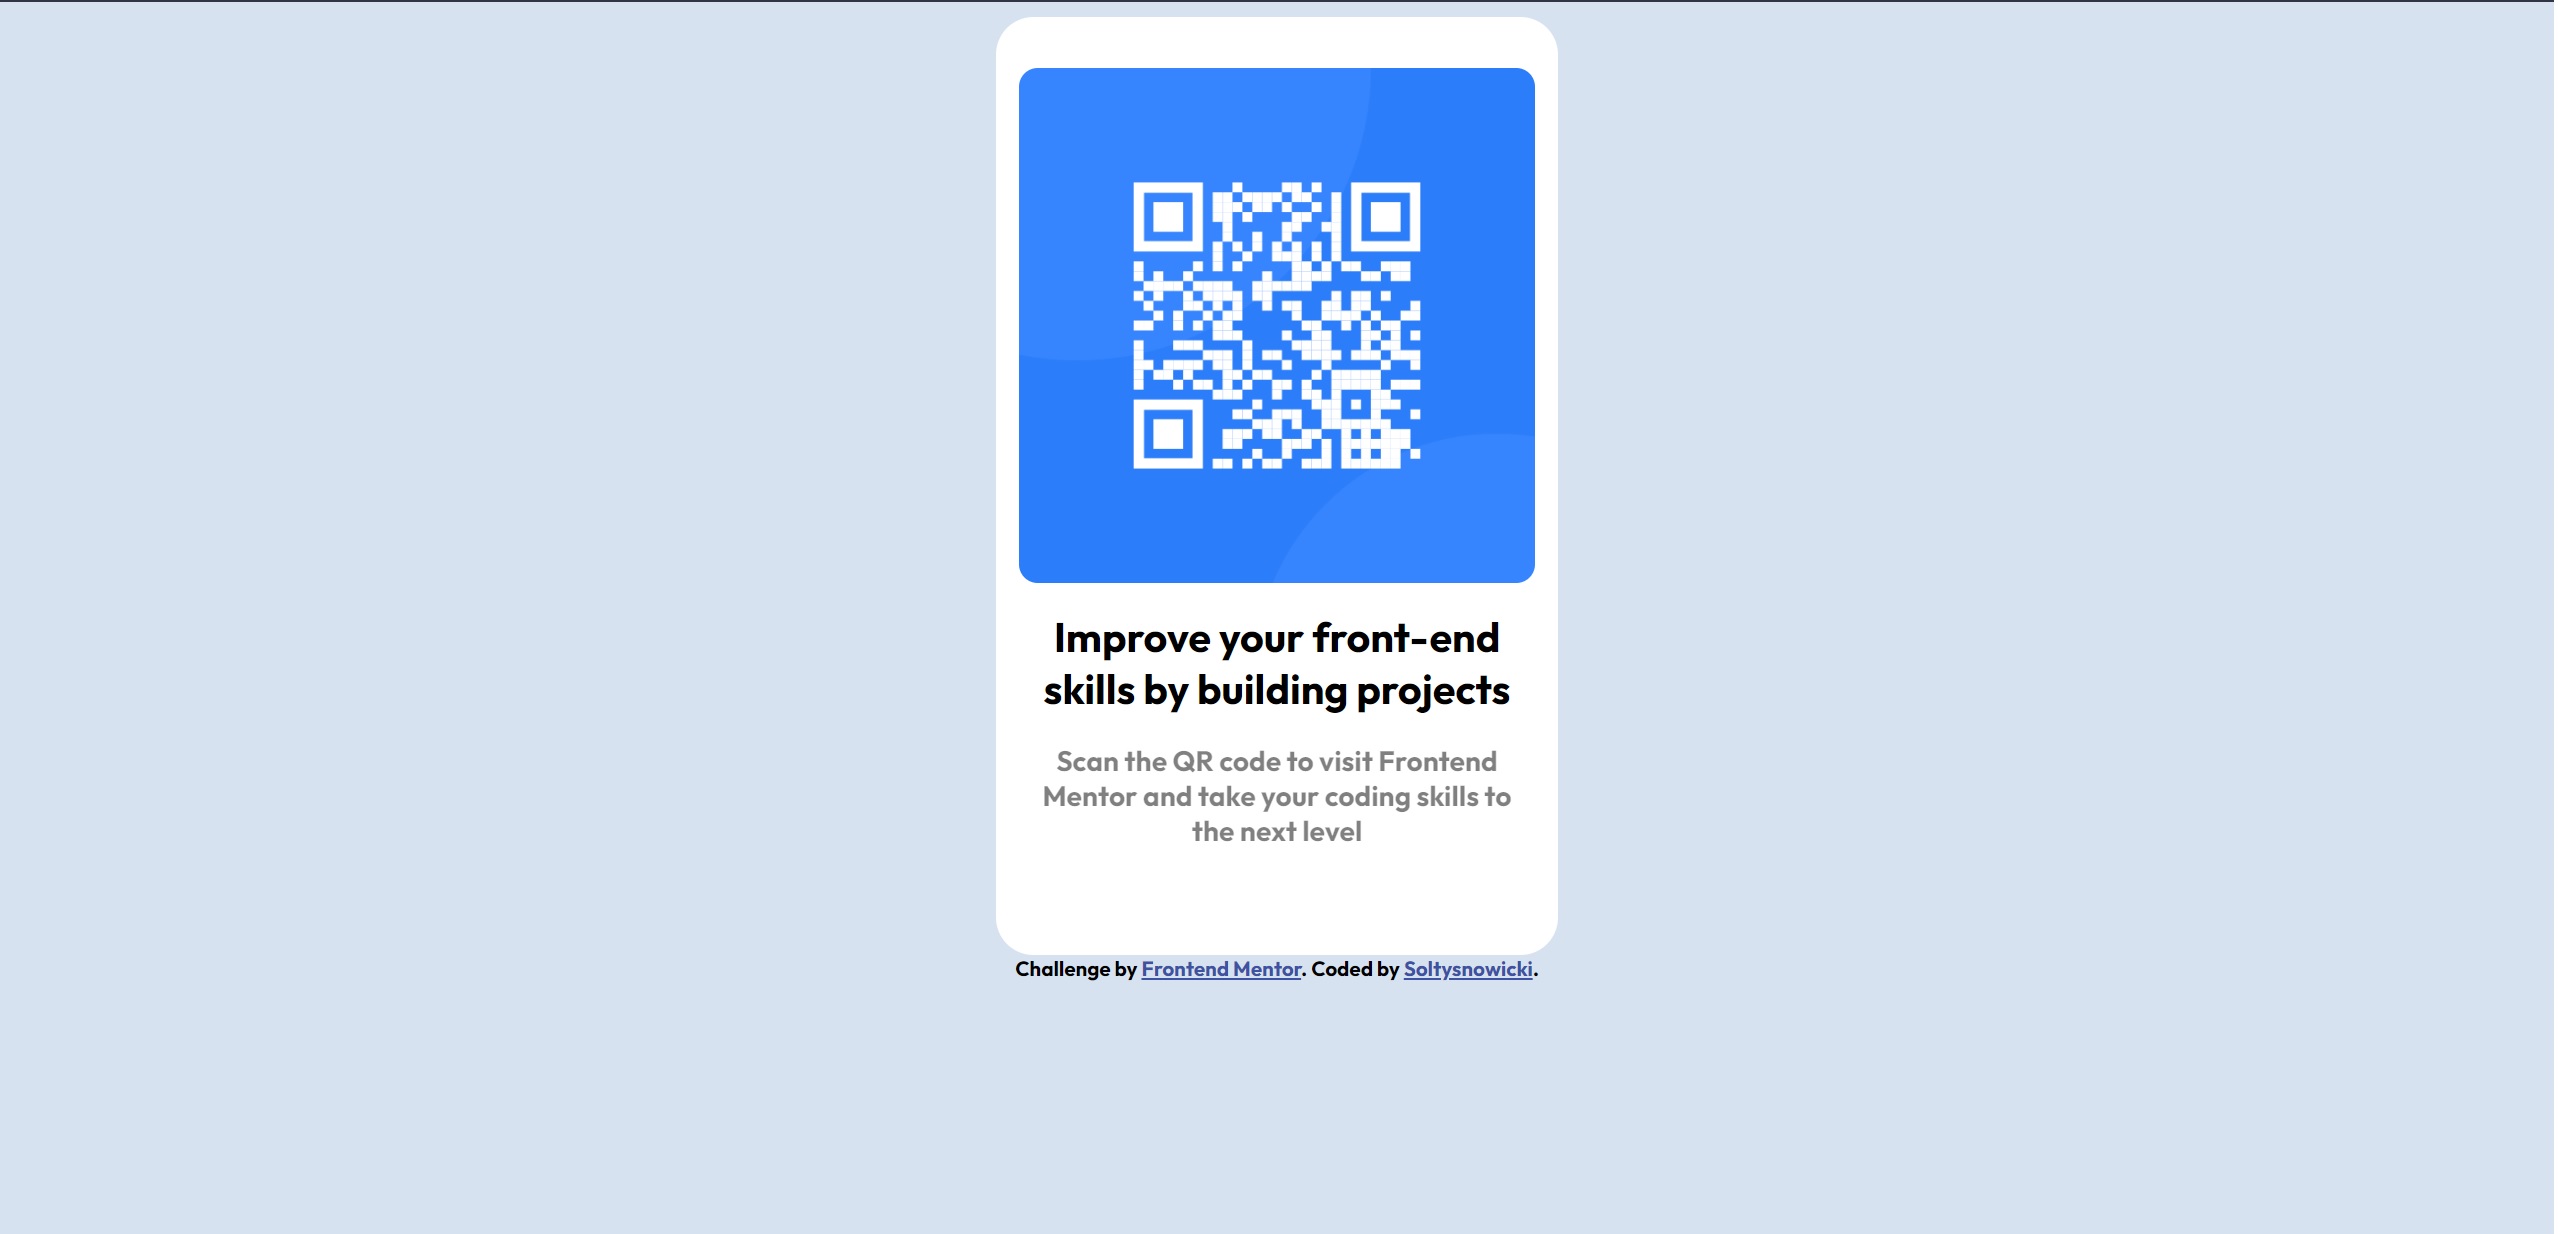 Improve your front-end
skills by building projects
Scan the QR code to visit Frontend
Mentor and take your coding skills to
the next level
Challenge by Frontend Mentor. Coded by Soltysnowicki.